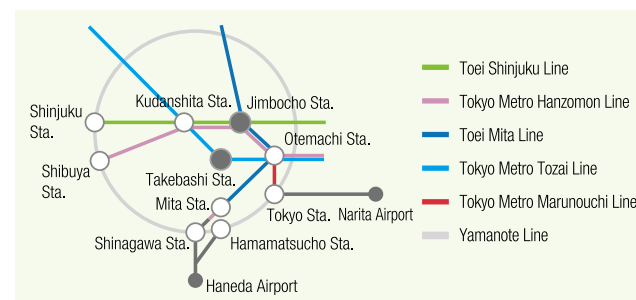 Toei Shinjuku Line
Tokyo Metro Hanzomon Line
Toei Mita Line
Tokyo Metro Tozai Line
Tokyo Metro Marunouchi Line
Yamanote Line
Shinjuku
Sta.
Kudanshita Sta.
Jimbocho Sta.
Otemachi Sta.
Shibuya
Sta.
Takebashi Sta.
Mita Sta.
Tokyo Sta.
Narita Airport
Shinagawa Sta.
Hamamatsucho Sta.
Haneda Airport